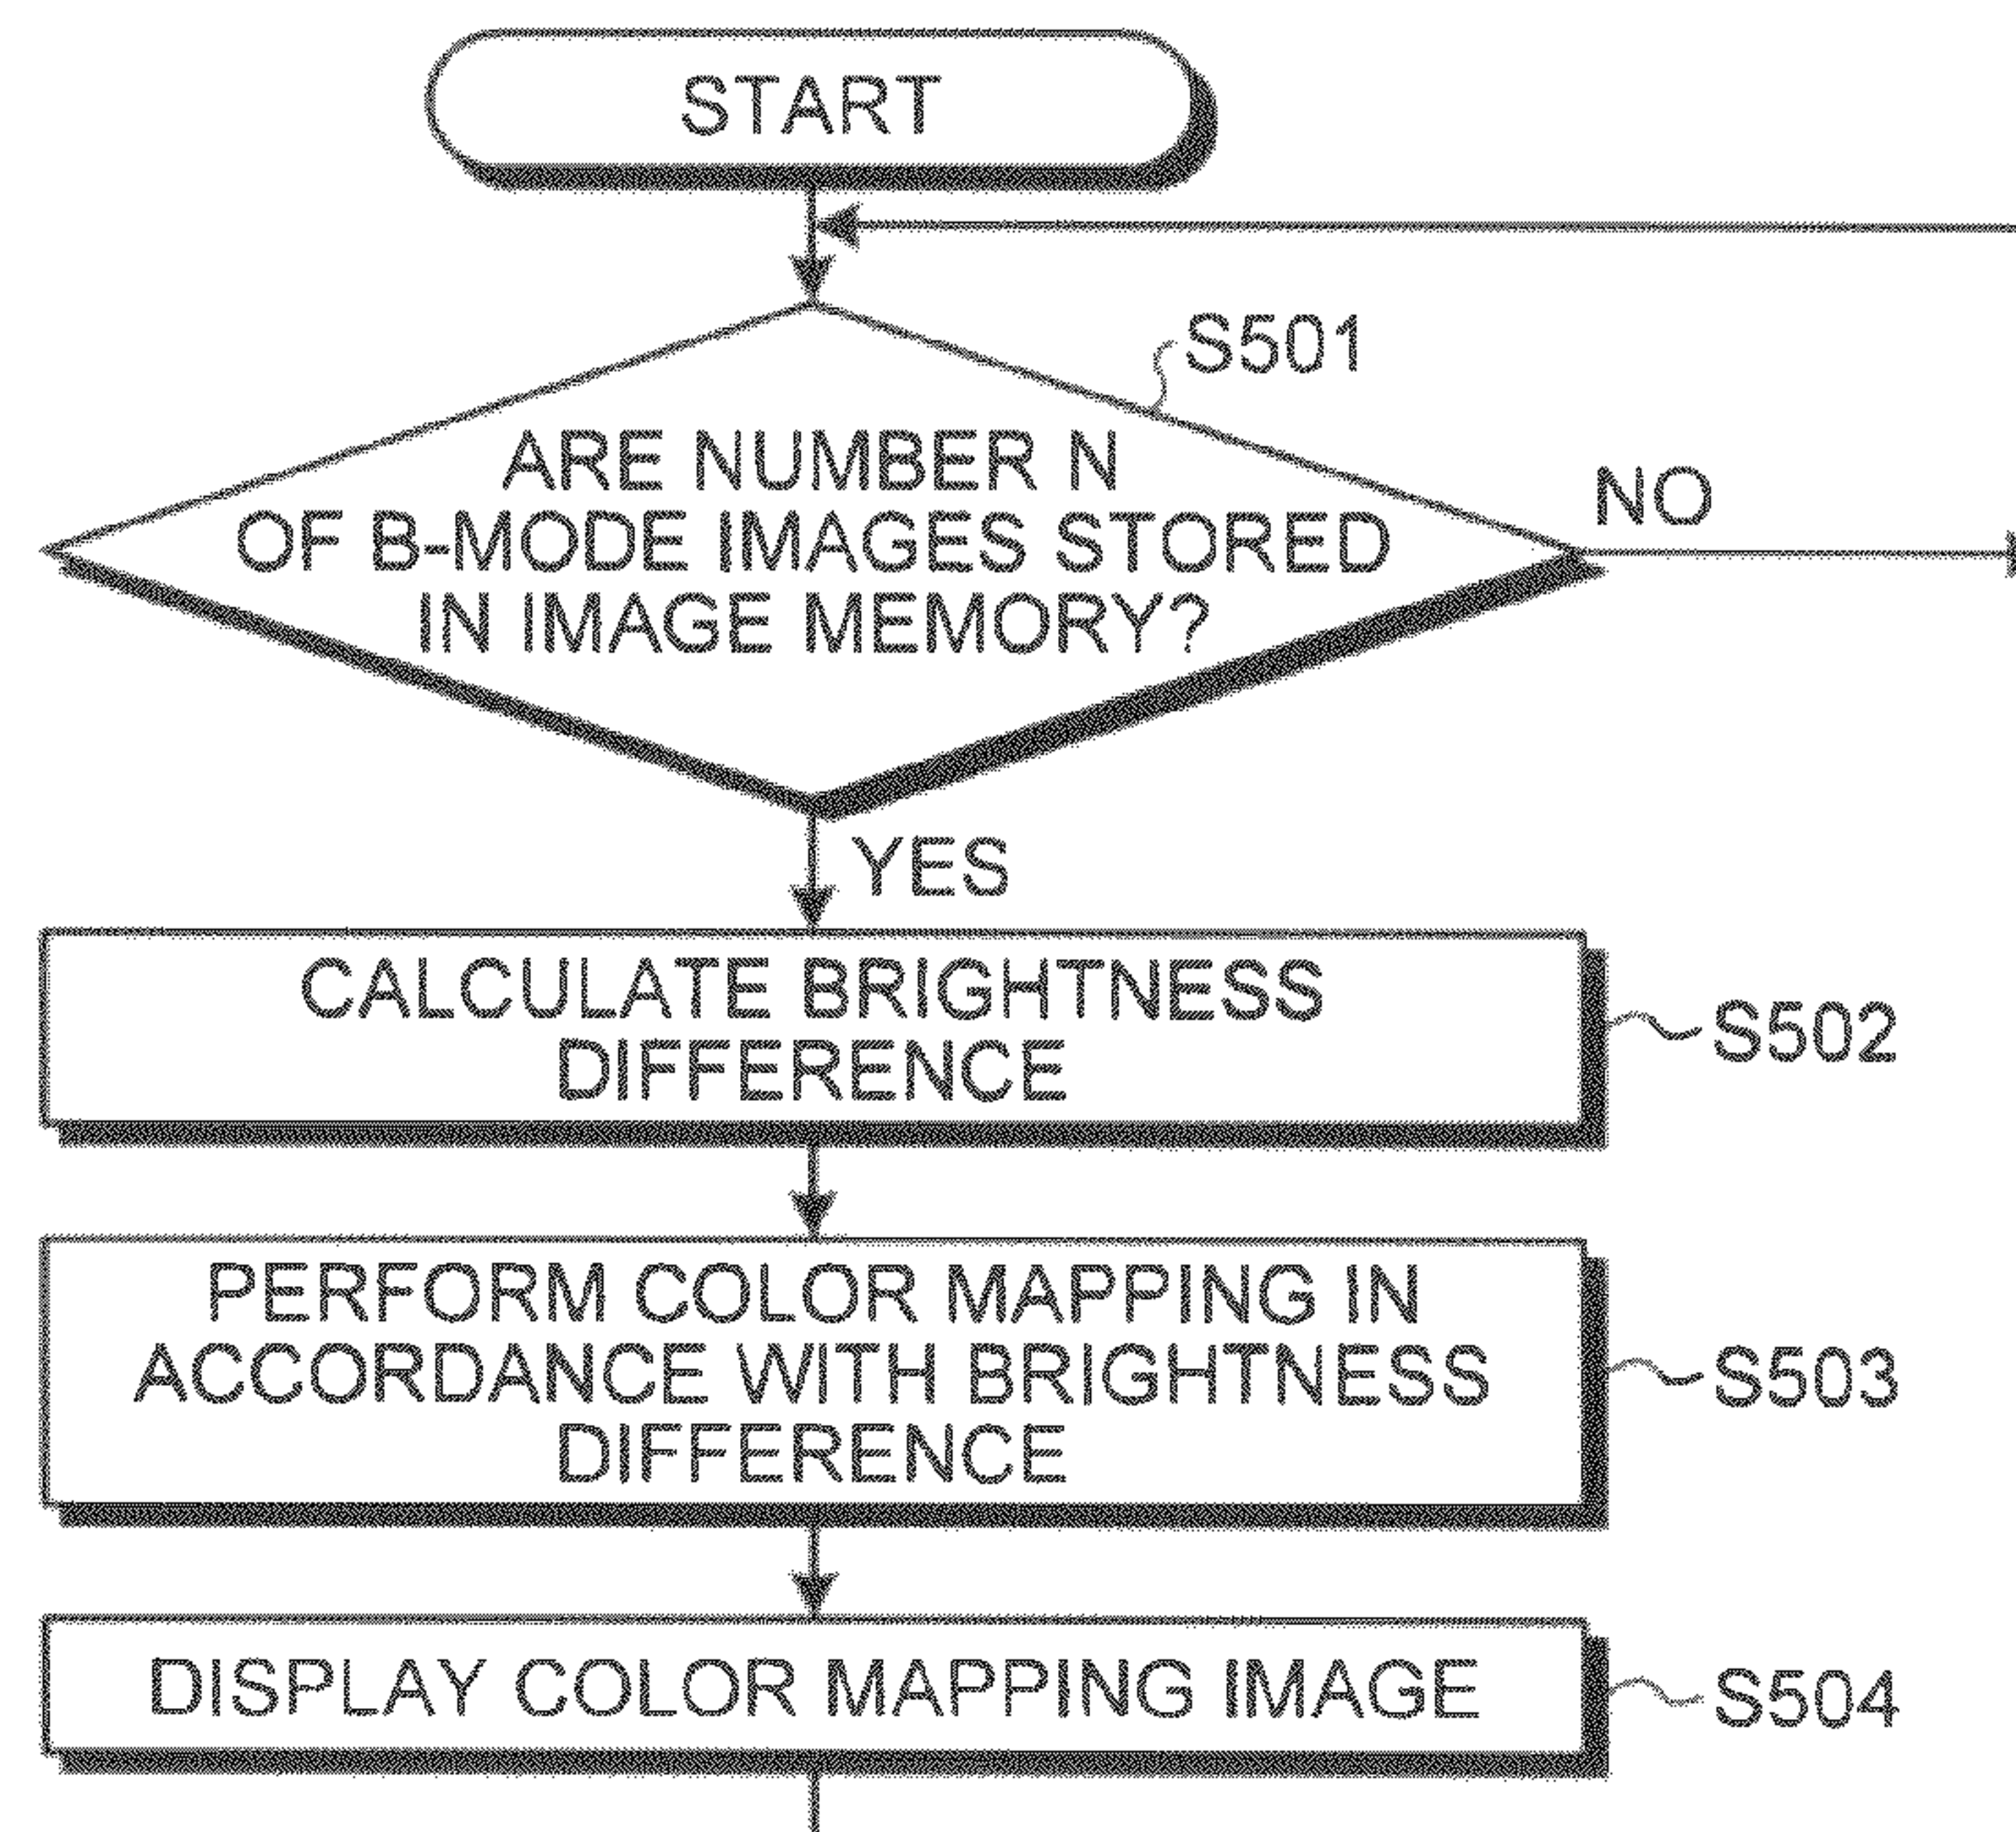 START
S501
ARE NUMBER N
OF B-MODE IMAGES STORED
IN IMAGE MEMORY?
NO
YES
CALCULATE BRIGHTNESS
DIFFERENCE
S502
PERFORM COLOR MAPPING IN
ACCORDANCE WITH BRIGHTNESS
DIFFERENCE
S503
DISPLAY COLOR MAPPING IMAGE
S504